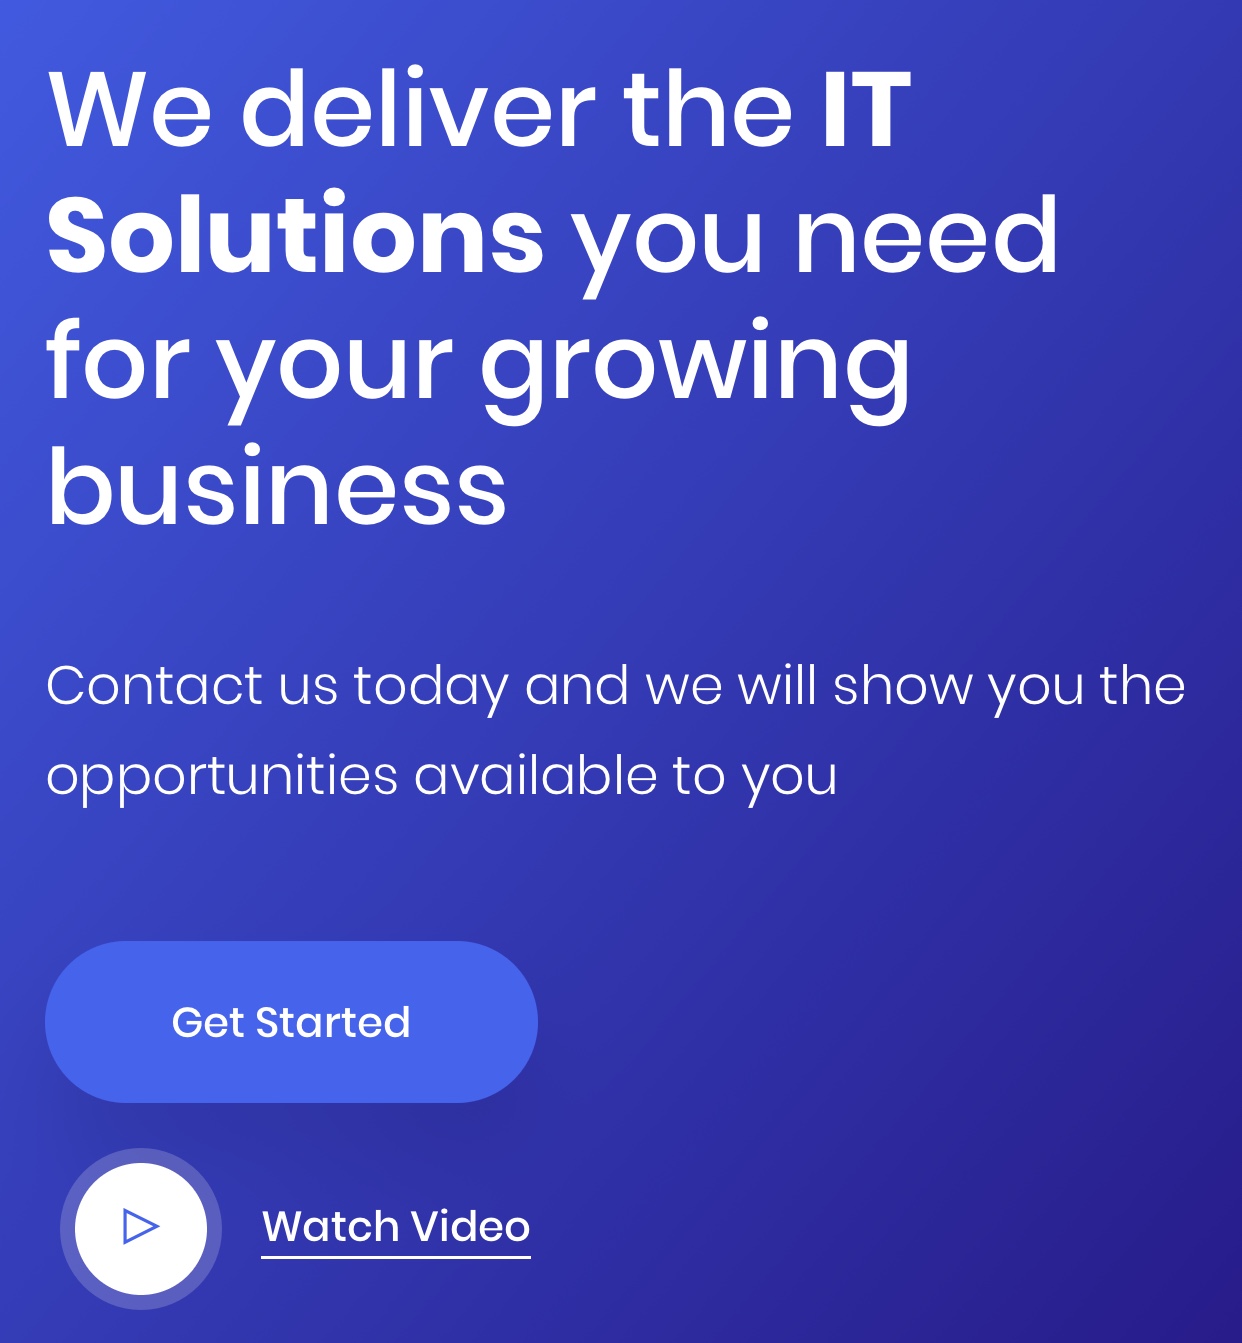 We deliver the IT
Solutions you need
for your growing
business
Contact us today and we will show you the
opportunities available to you
Get Started
Watch Video